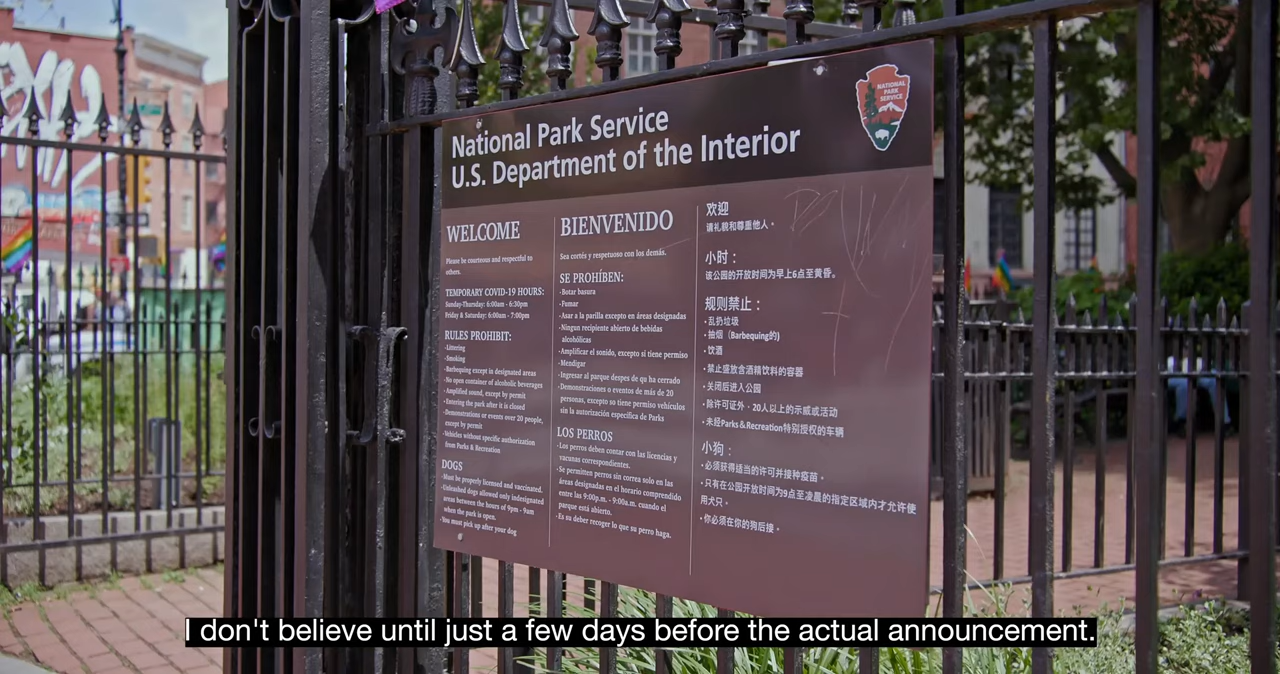 National Park Service
U.S. Department of the Interior
NATIONAL
PARK
SERVICE
WELCOME
Please be courteous and respectful to
others.
TEMPORARY COVID-19 HOURS:
Sunday-Thursday: 6:00am - 6:30pm
Friday & Saturday: 6:00am - 7:00pm
RULES PROHIBIT:
-Littering
-Smoking
-Barbequing except in designated areas
-No open container of alcoholic beverages
-Amplified sound, except by permit
-Entering the park after it is closed
-Demonstrations or events over 20 people,
except by permit
-Vehicles without specific authorization
from Parks & Recreation
DOGS
-Must be properly licensed and vaccinated.
-Unleashed dogs allowed only indesignated
areas between the hours of 9pm - 9am
when the park is open.
-You must pick up after your dog
BIENVENIDO
Sea cortés y respetuoso con los demás.
SE PROHÍBEN:
-Botar basura
-Fumar
-Asar a la parilla excepto en áreas designadas
-Ningun recipiente abierto de bebidas
alcohólicas
-Amplificar el sonido, excepto si tiene permiso
-Mendigar
-Ingresar al parque despes de qu ha cerrado
-Demostraciones o eventos de más de 20
personas, excepto so tiene permiso vehículos
sin la autorización específica de Parks
LOS PERROS
-Los perros deben contar con las licencias y
vacunas correspondientes.
-Se permitten perros sin correa solo en las
áreas designadas en el horario comprendido
entre las 9:00p.m. - 9:00a.m. cuando el
parque está abierto.
-Es su deber recoger lo que su perro haga.
欢迎
请礼貌和尊重他人。
小时：
该公园的开放时间为早上6点至黄昏。
规则禁止：
• 乱扔垃圾
• 抽烟（Barbequing的)
• 饮酒
• 禁止盛放含酒精饮料的容器
• 关闭后进入公园
• 除许可证外，20人以上的示威或活动
• 未经Parks＆Recreation特别授权的车辆
小狗：
• 必须获得适当的许可并接种疫苗。
• 只有在公园开放时间为9点至凌晨的指定区域内才允许使
用犬只。
• 你必须在你的狗后接。
I don't believe until just a few days before the actual announcement.